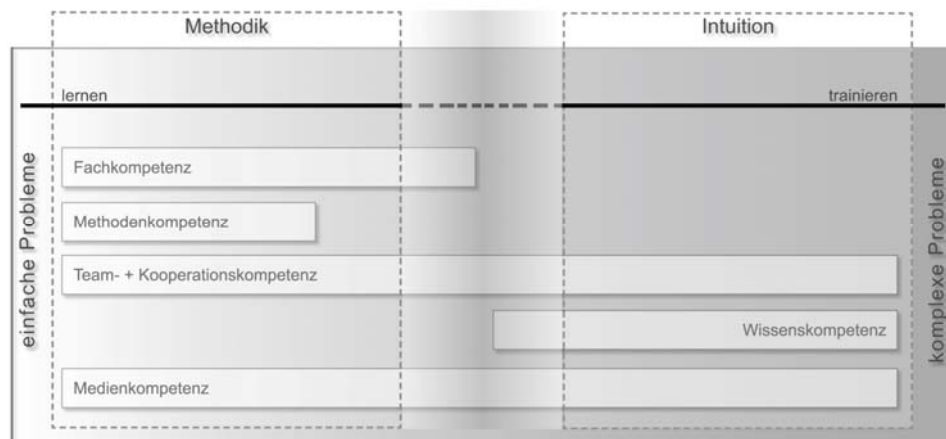 Methodik
Intuition
lernen
trainieren
einfache Probleme
Fachkompetenz
Methodenkompetenz
Team- + Kooperationskompetenz
Wissenskompetenz
Medienkompetenz
komplexe Probleme